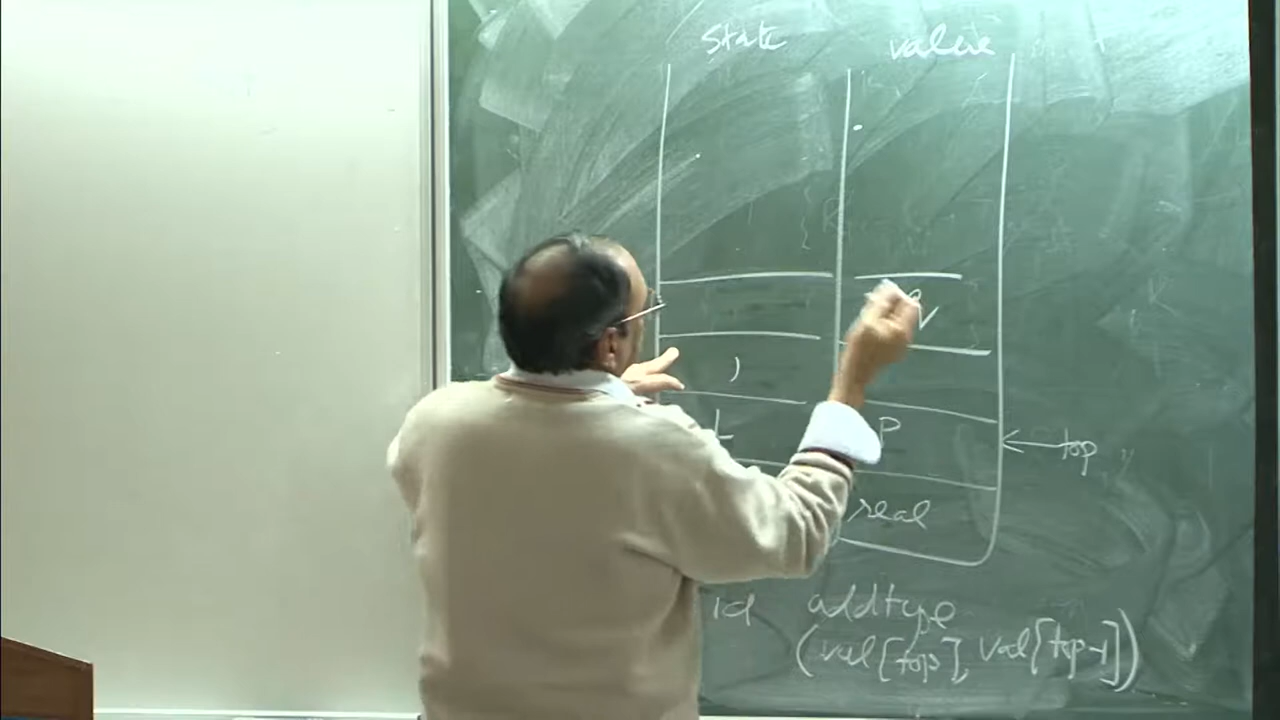 state value
,
L p ← top
real
id addtype
(val[top], val[top-1])